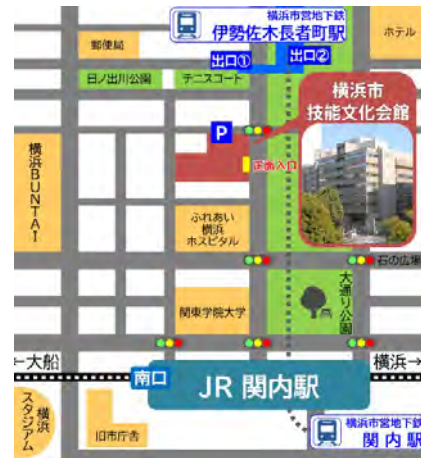 横浜市営地下鉄
伊勢佐木長者町駅
ホテル
郵便局
出口①
出口②
日ノ出川公園
テニスコート
横浜市
技能文化会館
P
正面入口
横浜BUNTAI
ふれあい
横浜
ホスピタル
石の広場
関東学院大学
大通り公園
←大船
横浜→
南口
JR 関内駅
横浜
スタジアム
旧市庁舎
横浜市営地下鉄
関内駅